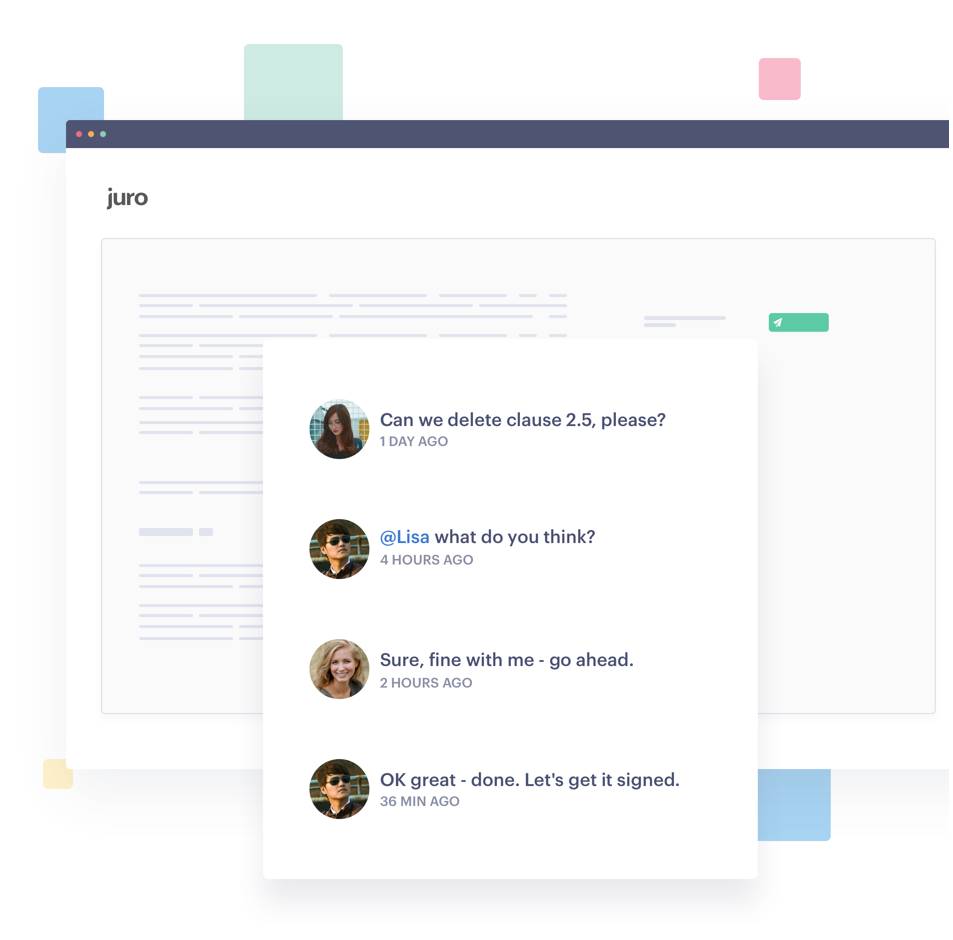 juro
Can we delete clause 2.5, please?
1 DAY AGO
@Lisa what do you think?
4 HOURS AGO
Sure, fine with me - go ahead.
2 HOURS AGO
OK great - done. Let's get it signed.
36 MIN AGO